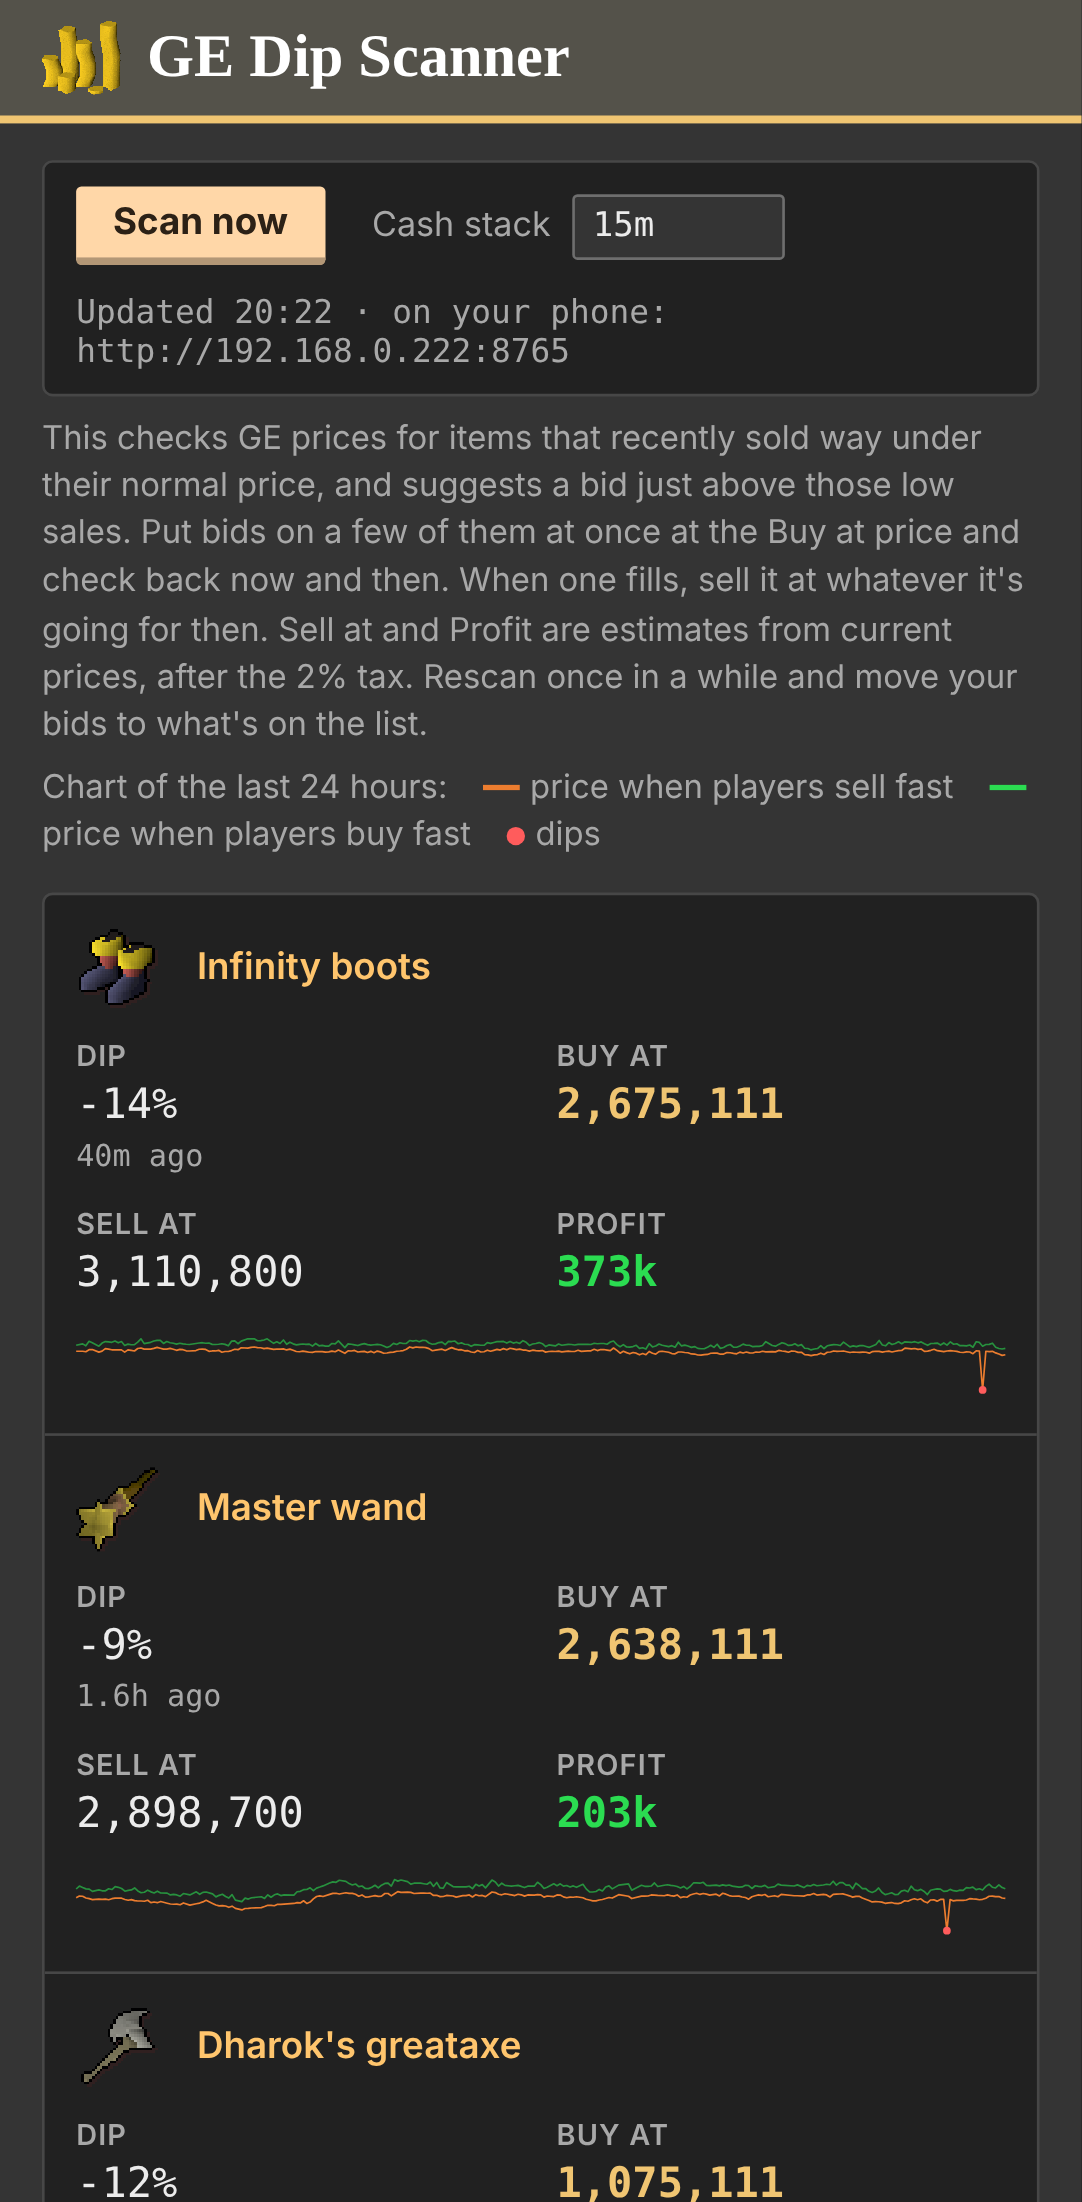 GE Dip Scanner
Scan now
Cash stack
15m
Updated 20:22 · on your phone:
http://192.168.0.222:8765
This checks GE prices for items that recently sold way under
their normal price, and suggests a bid just above those low
sales. Put bids on a few of them at once at the Buy at price and
check back now and then. When one fills, sell it at whatever it's
going for then. Sell at and Profit are estimates from current
prices, after the 2% tax. Rescan once in a while and move your
bids to what's on the list.
Chart of the last 24 hours: price when players sell fast
price when players buy fast dips
Infinity boots
DIP
-14%
40m ago
BUY AT
2,675,111
SELL AT
3,110,800
PROFIT
373k
Master wand
DIP
-9%
1.6h ago
BUY AT
2,638,111
SELL AT
2,898,700
PROFIT
203k
Dharok's greataxe
DIP
-12%
BUY AT
1,075,111